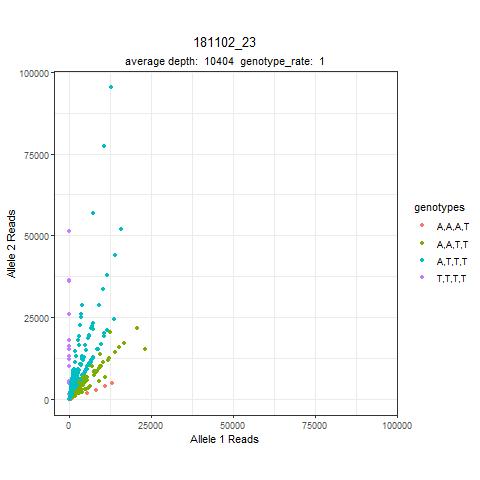 181102_23
average depth: 10404 genotype_rate: 1
100000
75000
50000
25000
0
Allele 2 Reads
0 25000 50000 75000 100000
Allele 1 Reads
genotypes
A,A,A,T
A,A,T,T
A,T,T,T
T,T,T,T